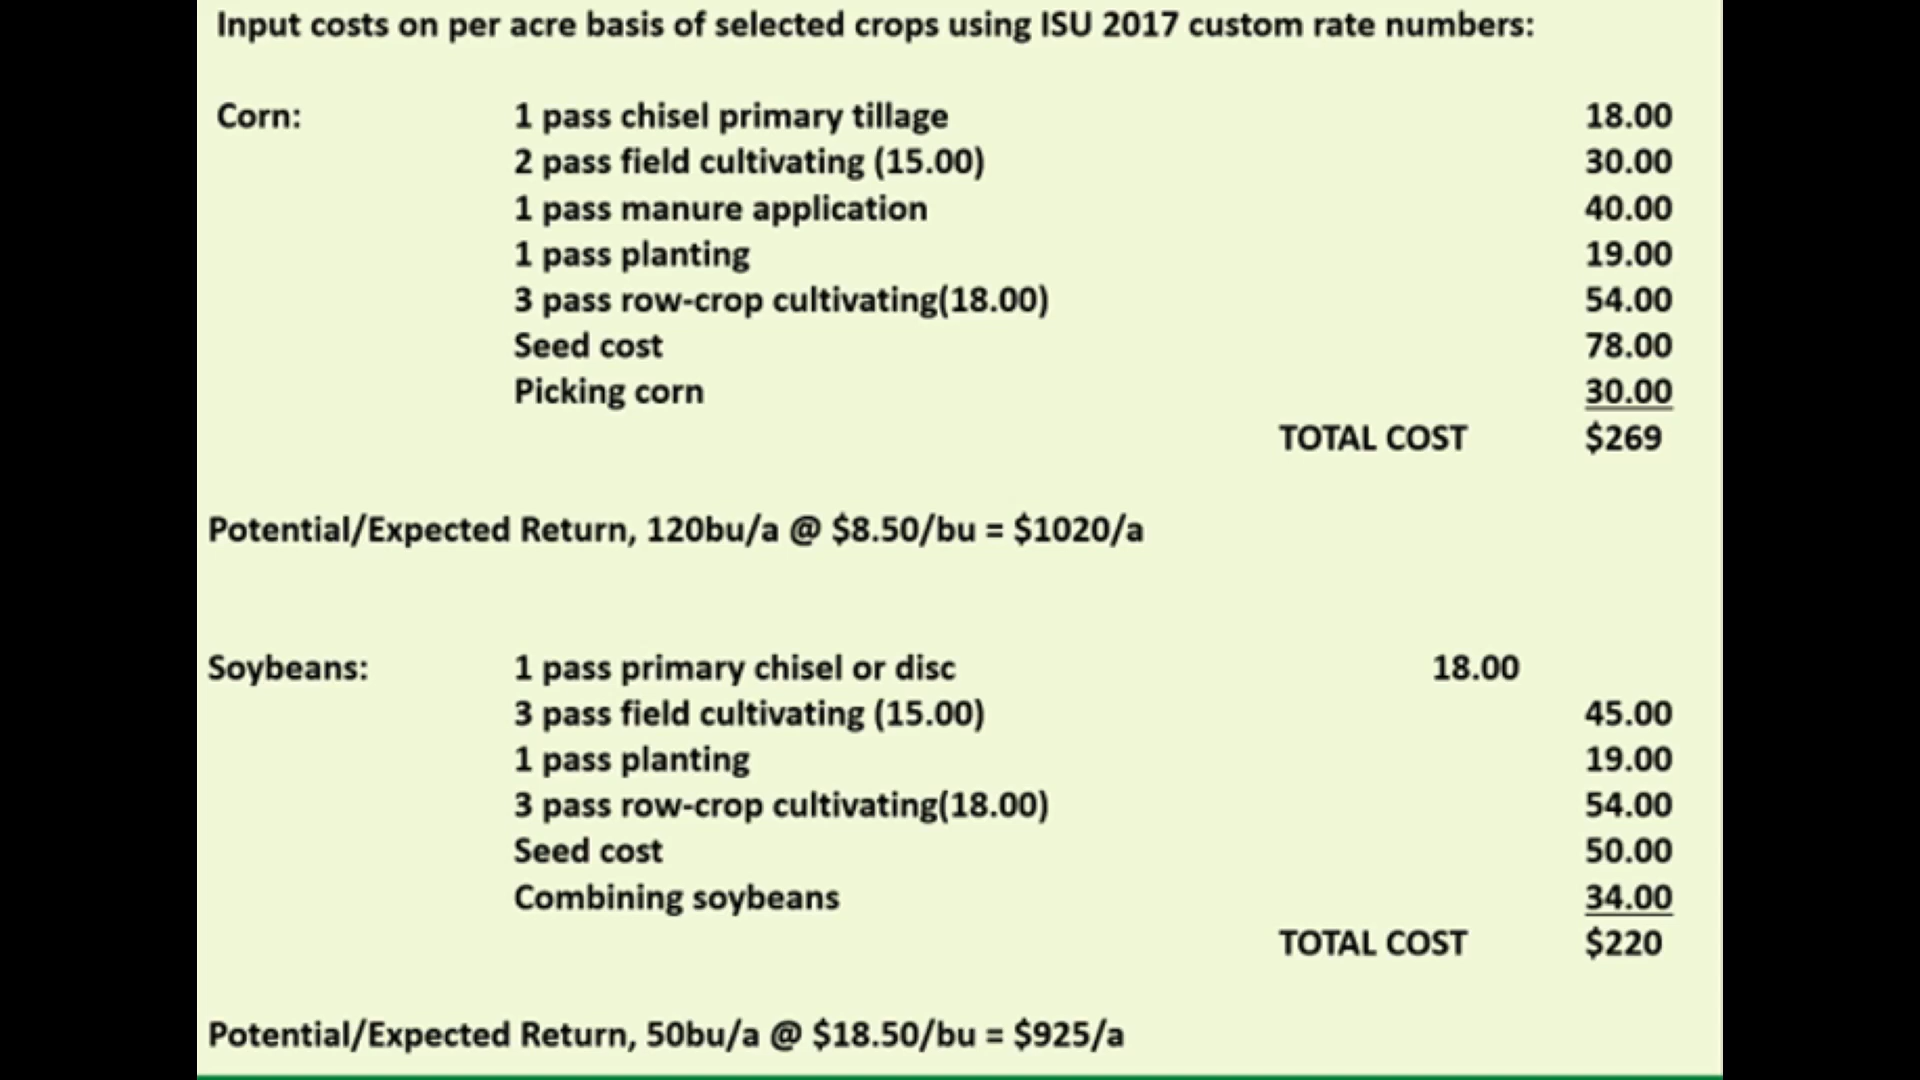 Input costs on per acre basis of selected crops using ISU 2017 custom rate numbers:
Corn: 1 pass chisel primary tillage 18.00
2 pass field cultivating (15.00) 30.00
1 pass manure application 40.00
1 pass planting 19.00
3 pass row-crop cultivating(18.00) 54.00
Seed cost 78.00
Picking corn 30.00
TOTAL COST $269
Potential/Expected Return, 120bu/a @ $8.50/bu = $1020/a
Soybeans: 1 pass primary chisel or disc 18.00
3 pass field cultivating (15.00) 45.00
1 pass planting 19.00
3 pass row-crop cultivating(18.00) 54.00
Seed cost 50.00
Combining soybeans 34.00
TOTAL COST $220
Potential/Expected Return, 50bu/a @ $18.50/bu = $925/a